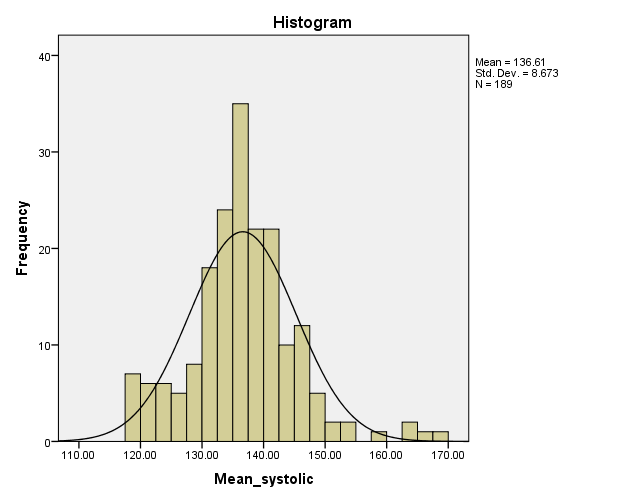 Histogram
Mean = 136.61
Std. Dev. = 8.673
N = 189
Frequency
40
30
20
10
0
110.00 120.00 130.00 140.00 150.00 160.00 170.00
Mean_systolic